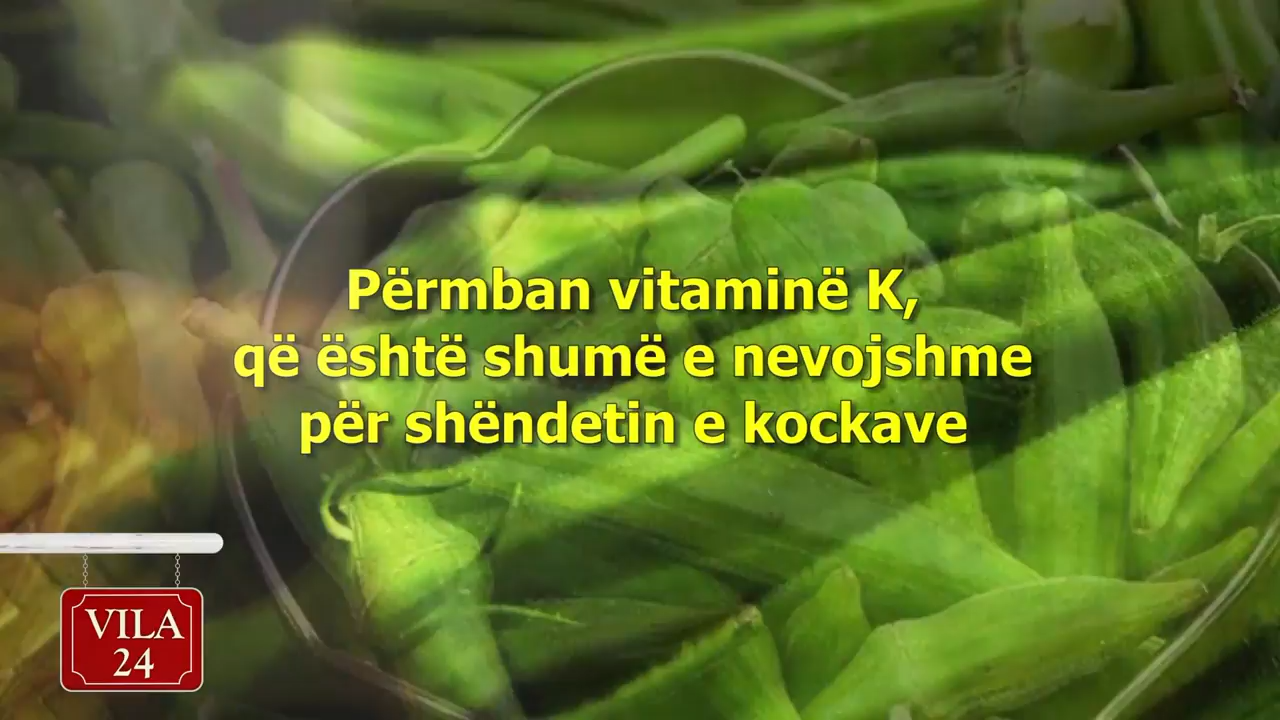 Përmban vitaminë K,
që është shumë e nevojshme
për shëndetin e kockave
VILA
24